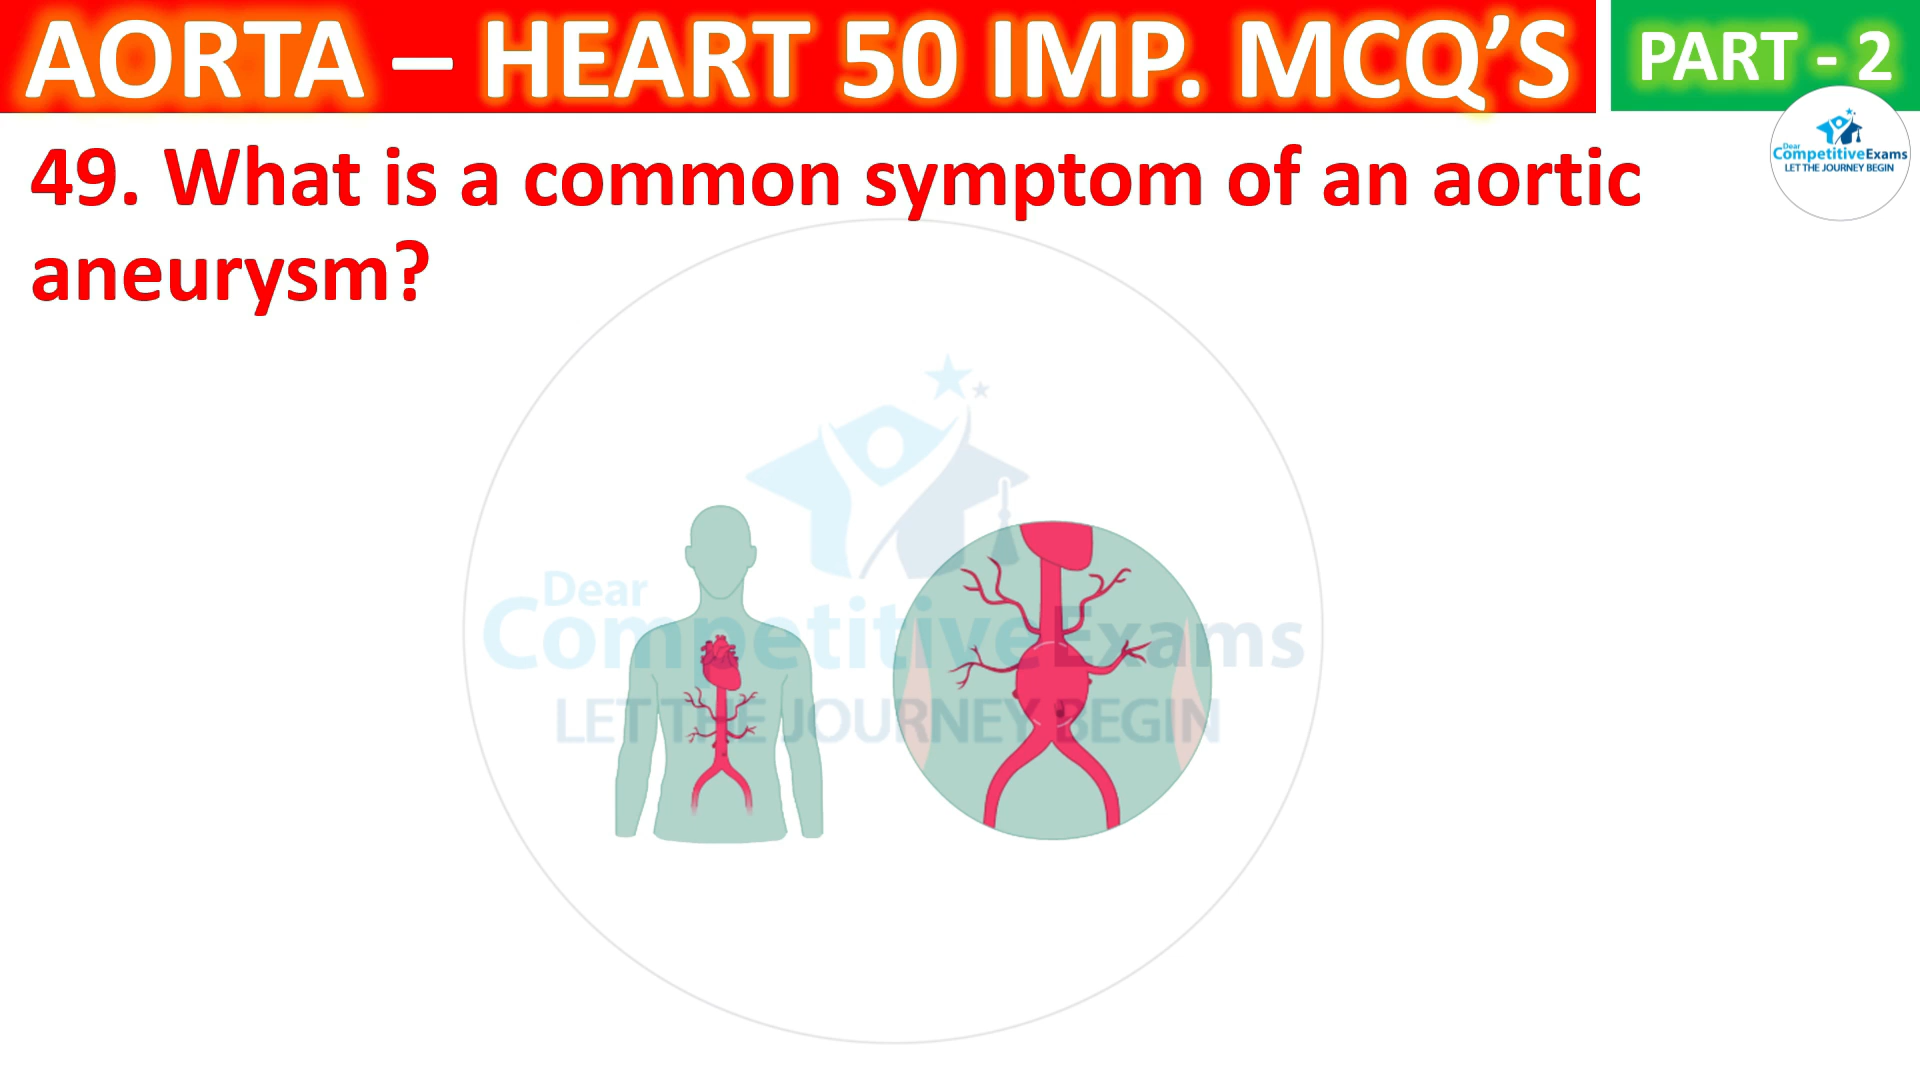 AORTA – HEART 50 IMP. MCQ’S
PART - 2
Dear
CompetitiveExams
LET THE JOURNEY BEGIN
49. What is a common symptom of an aortic
aneurysm?
Dear
CompetitiveExams
LET THE JOURNEY BEGIN